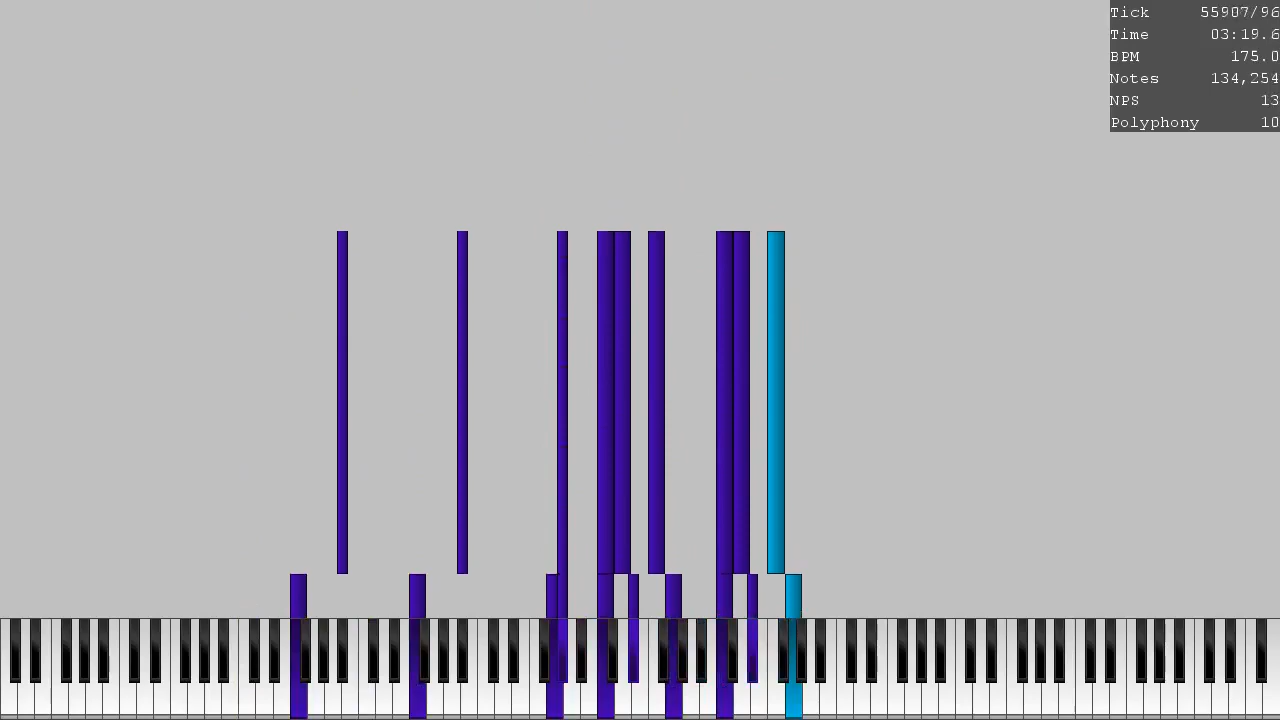 Tick 55907/96
Time 03:19.6
BPM 175.0
Notes 134,254
NPS 13
Polyphony 10